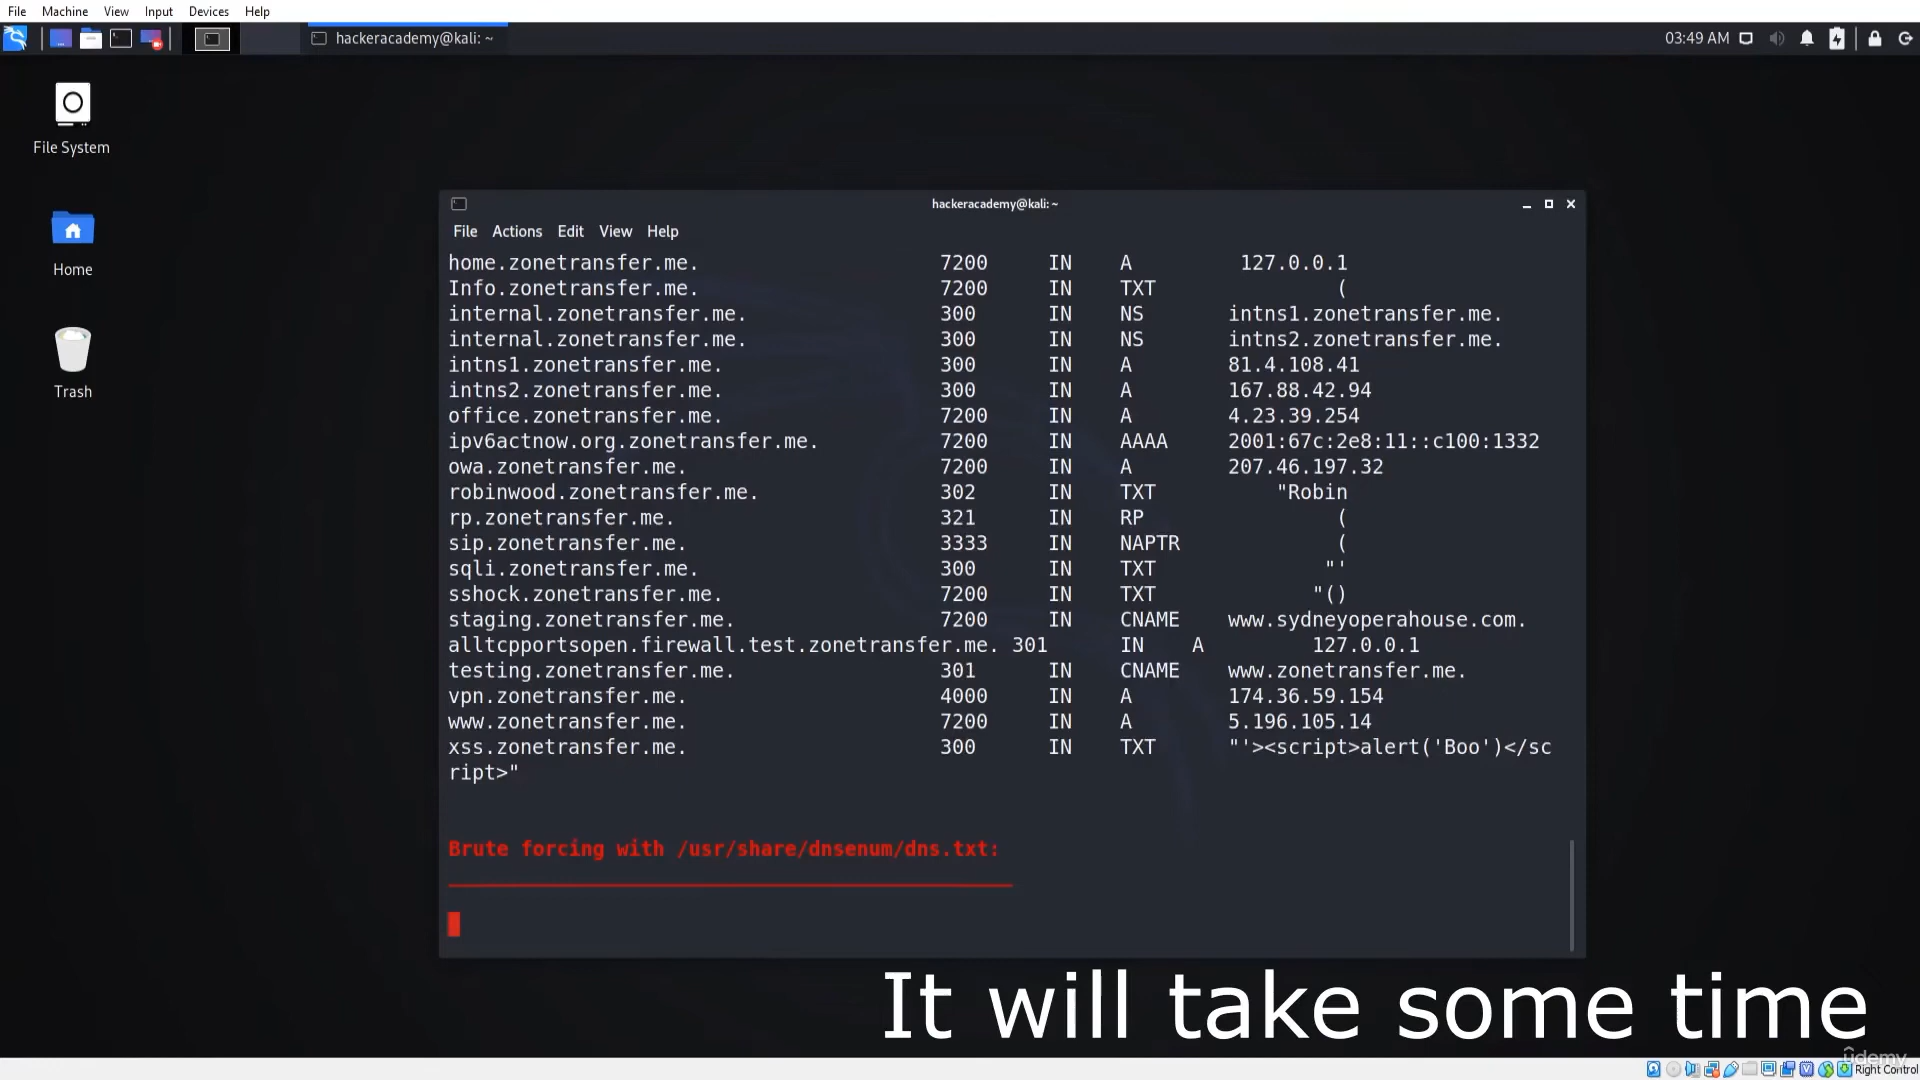 File Machine View Input Devices Help
hackeracademy@kali: ~ 03:49 AM
File System
Home
Trash
hackeracademy@kali: ~
File Actions Edit View Help
home.zonetransfer.me. 7200 IN A 127.0.0.1
Info.zonetransfer.me. 7200 IN TXT (
internal.zonetransfer.me. 300 IN NS intns1.zonetransfer.me.
internal.zonetransfer.me. 300 IN NS intns2.zonetransfer.me.
intns1.zonetransfer.me. 300 IN A 81.4.108.41
intns2.zonetransfer.me. 300 IN A 167.88.42.94
office.zonetransfer.me. 7200 IN A 4.23.39.254
ipv6actnow.org.zonetransfer.me. 7200 IN AAAA 2001:67c:2e8:11::c100:1332
owa.zonetransfer.me. 7200 IN A 207.46.197.32
robinwood.zonetransfer.me. 302 IN TXT "Robin
rp.zonetransfer.me. 321 IN RP (
sip.zonetransfer.me. 3333 IN NAPTR (
sqli.zonetransfer.me. 300 IN TXT "'
sshock.zonetransfer.me. 7200 IN TXT "()
staging.zonetransfer.me. 7200 IN CNAME www.sydneyoperahouse.com.
alltcpportsopen.firewall.test.zonetransfer.me. 301 IN A 127.0.0.1
testing.zonetransfer.me. 301 IN CNAME www.zonetransfer.me.
vpn.zonetransfer.me. 4000 IN A 174.36.59.154
www.zonetransfer.me. 7200 IN A 5.196.105.14
xss.zonetransfer.me. 300 IN TXT "'><script>alert('Boo')</sc
ript>"
Brute forcing with /usr/share/dnsenum/dns.txt:
It will take some time
udemy
Right Control